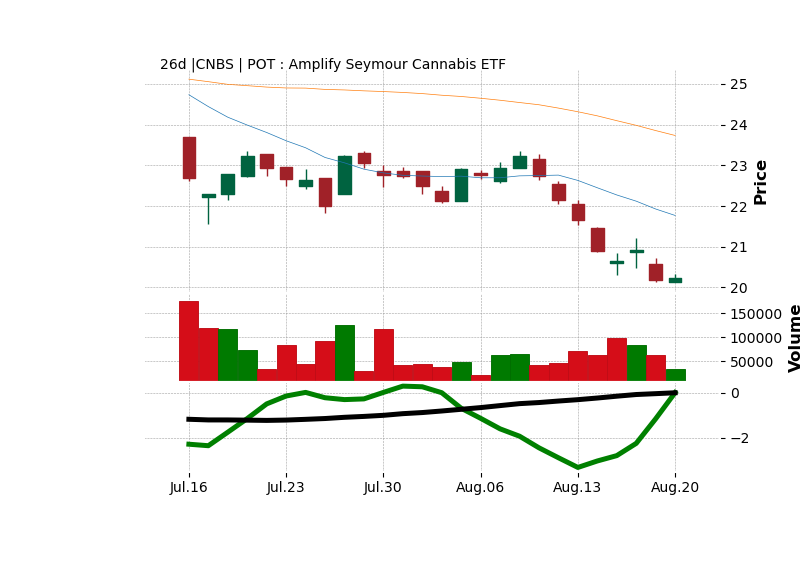 26d |CNBS | POT : Amplify Seymour Cannabis ETF
25
24
23
22
21
20
Price
150000
100000
50000
Volume
0
−2
Jul.16 Jul.23 Jul.30 Aug.06 Aug.13 Aug.20